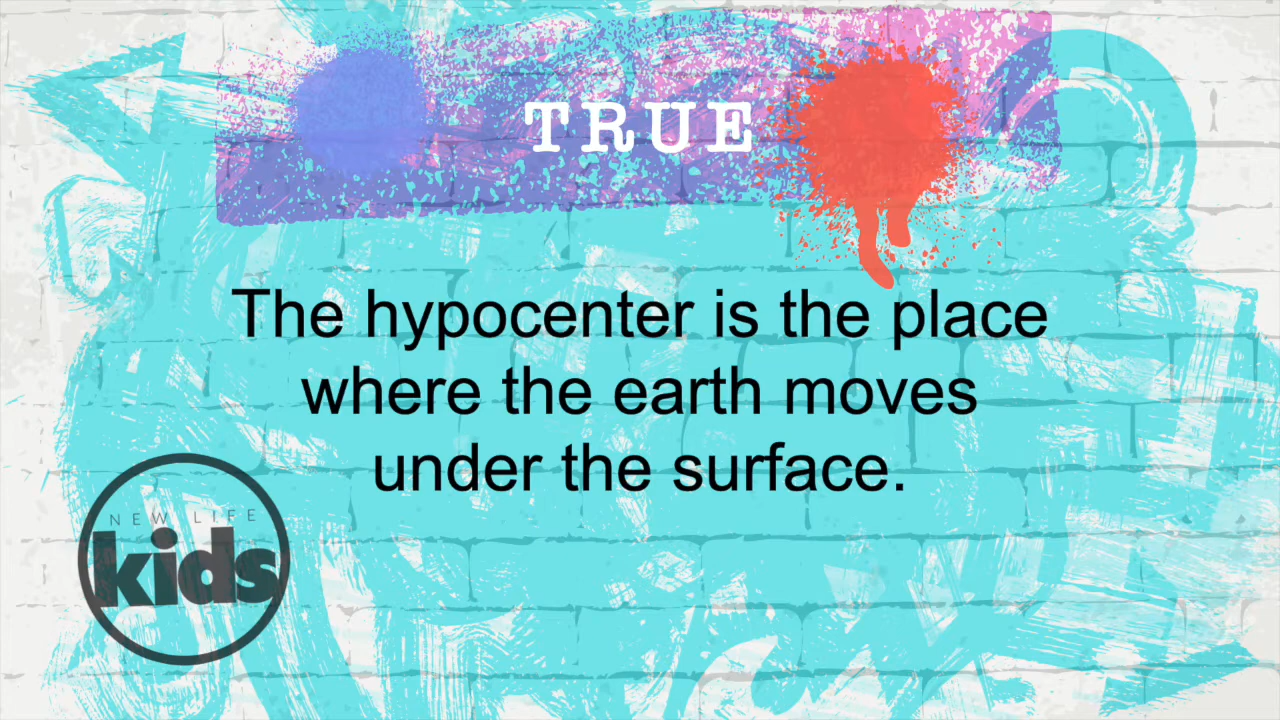 TRUE
The hypocenter is the place
where the earth moves
under the surface.
NEW LIFE
kids